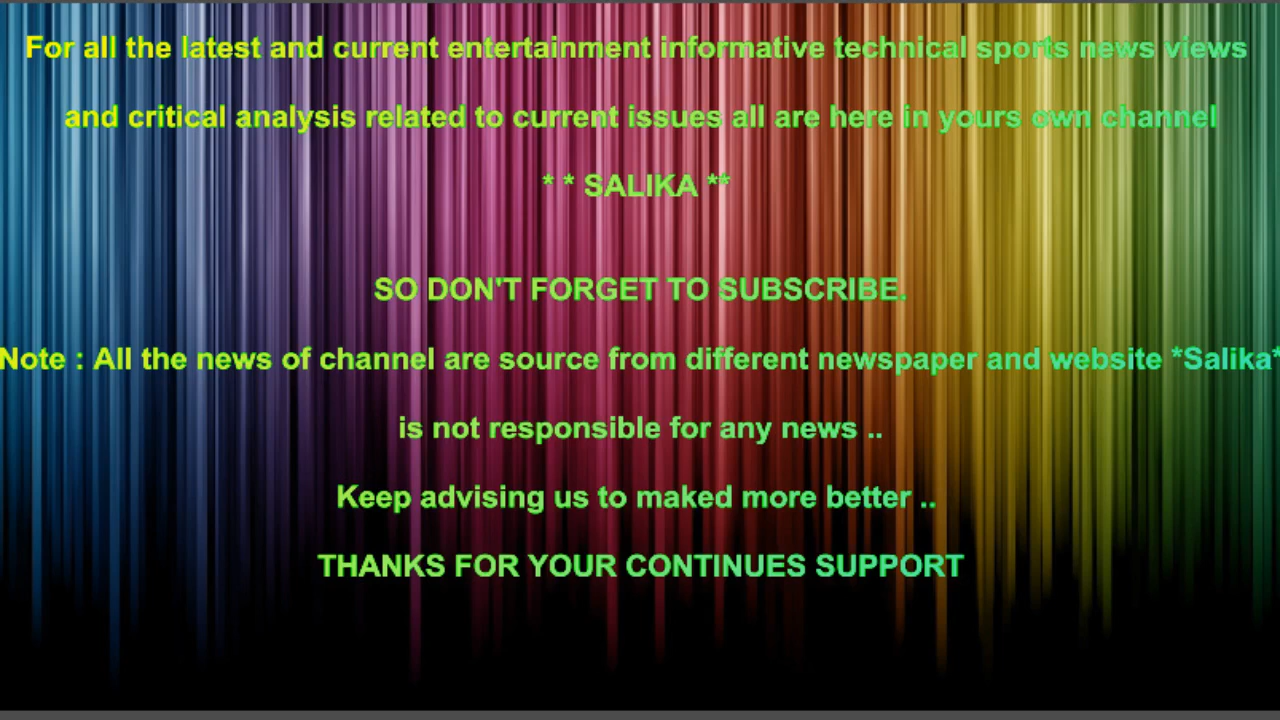 For all the latest and current entertainment informative technical sports news views
and critical analysis related to current issues all are here in yours own channel
* * SALIKA **
SO DON'T FORGET TO SUBSCRIBE.
Note : All the news of channel are source from different newspaper and website *Salika*
is not responsible for any news ..
Keep advising us to maked more better ..
THANKS FOR YOUR CONTINUES SUPPORT